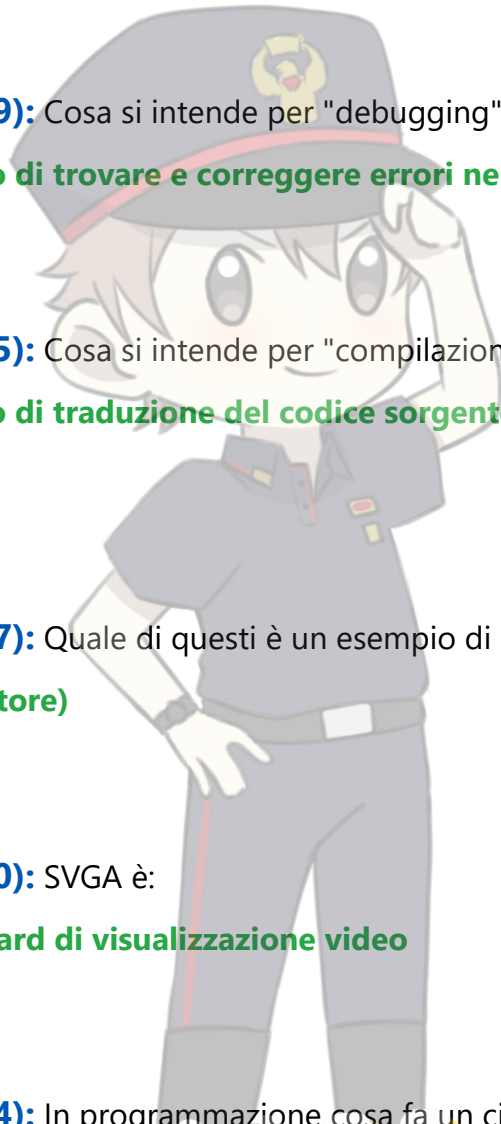 9): Cosa si intende per "debugging"
di trovare e correggere errori ne
5): Cosa si intende per "compilazion
di traduzione del codice sorgent
7): Quale di questi è un esempio di
tore)
0): SVGA è:
ard di visualizzazione video
4): In programmazione cosa fa un ci